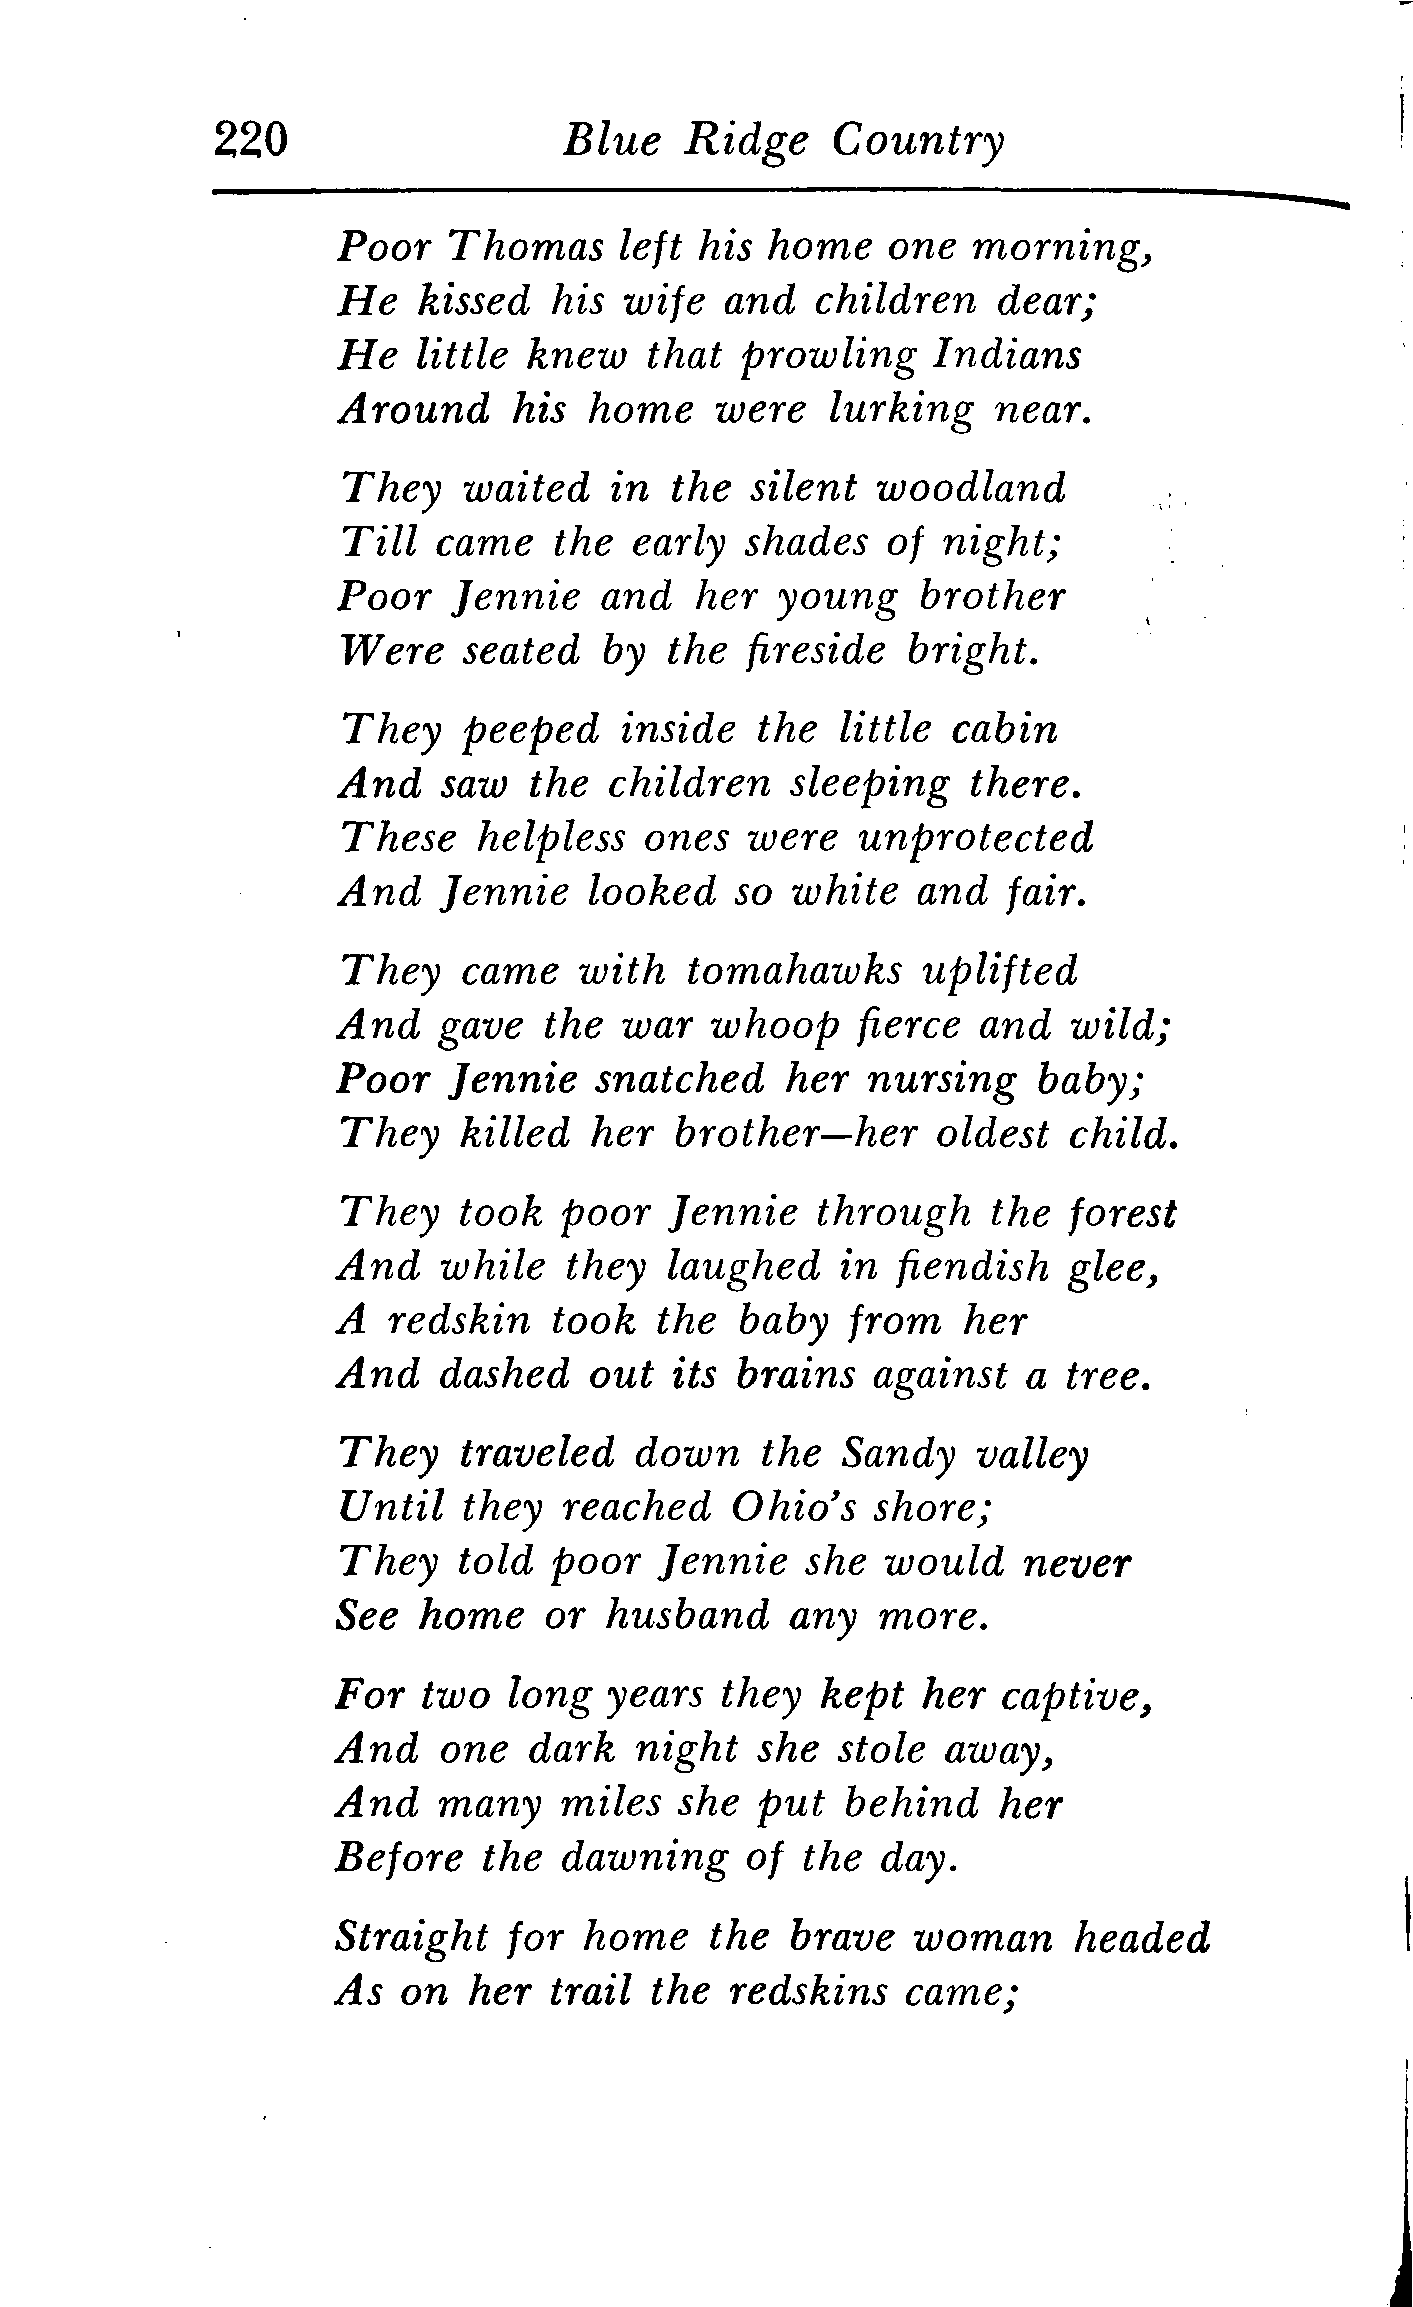 220 Blue Ridge Country
Poor Thomas left his home one morning,
He kissed his wife and children dear;
He little knew that prowling Indians
Around his home were lurking near.
They waited in the silent woodland
Till came the early shades of night;
Poor Jennie and her young brother
Were seated by the fireside bright.
They peeped inside the little cabin
And saw the children sleeping there.
These helpless ones were unprotected
And Jennie looked so white and fair.
They came with tomahawks uplifted
And gave the war whoop fierce and wild;
Poor Jennie snatched her nursing baby;
They killed her brother—her oldest child.
They took poor Jennie through the forest
And while they laughed in fiendish glee,
A redskin took the baby from her
And dashed out its brains against a tree.
They traveled down the Sandy valley
Until they reached Ohio's shore;
They told poor Jennie she would never
See home or husband any more.
For two long years they kept her captive,
And one dark night she stole away,
And many miles she put behind her
Before the dawning of the day.
Straight for home the brave woman headed
As on her trail the redskins came;